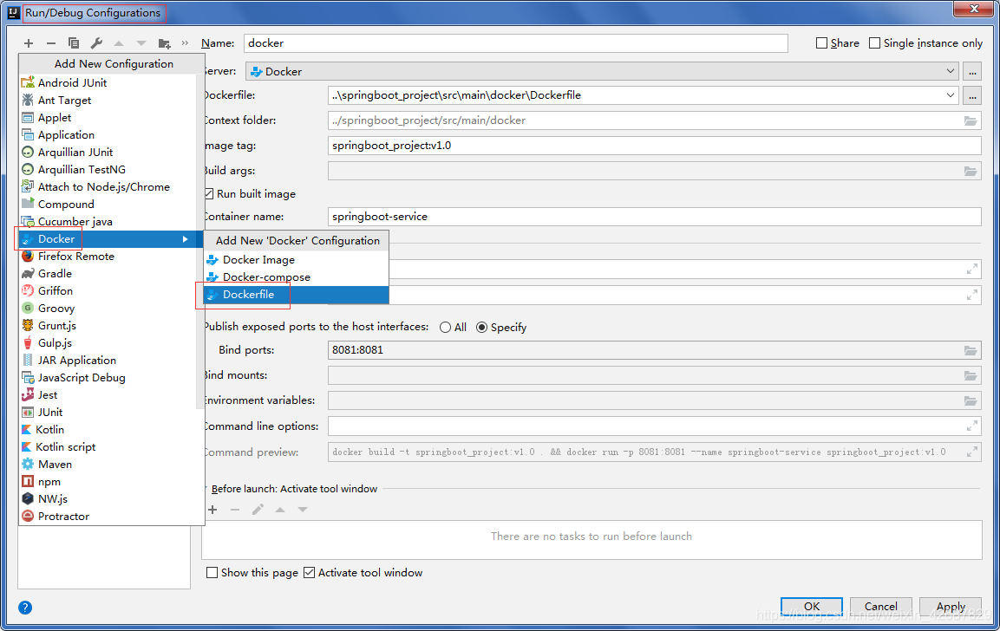 Run/Debug Configurations
Name: docker
Share
Single instance only
Add New Configuration
Android JUnit
Ant Target
Applet
Application
Arquillian JUnit
Arquillian TestNG
Attach to Node.js/Chrome
Compound
Cucumber java
Docker
Firefox Remote
Gradle
Griffon
Groovy
Grunt.js
Gulp.js
JAR Application
JavaScript Debug
Jest
JUnit
Kotlin
Kotlin script
Maven
npm
NW.js
Protractor
Server: Docker
...
Dockerfile: ..\springboot_project\src\main\docker\Dockerfile
...
Context folder: ../springboot_project/src/main/docker
Image tag: springboot_project:v1.0
Build args:
Run built image
Container name: springboot-service
Add New 'Docker' Configuration
Docker Image
Docker-compose
Dockerfile
Publish exposed ports to the host interfaces: All Specify
Bind ports: 8081:8081
Bind mounts:
Environment variables:
Command line options:
Command preview: docker build -t springboot_project:v1.0 . && docker run -p 8081:8081 --name springboot-service springboot_project:v1.0
Before launch: Activate tool window
There are no tasks to run before launch
Show this page
Activate tool window
OK
Cancel
Apply